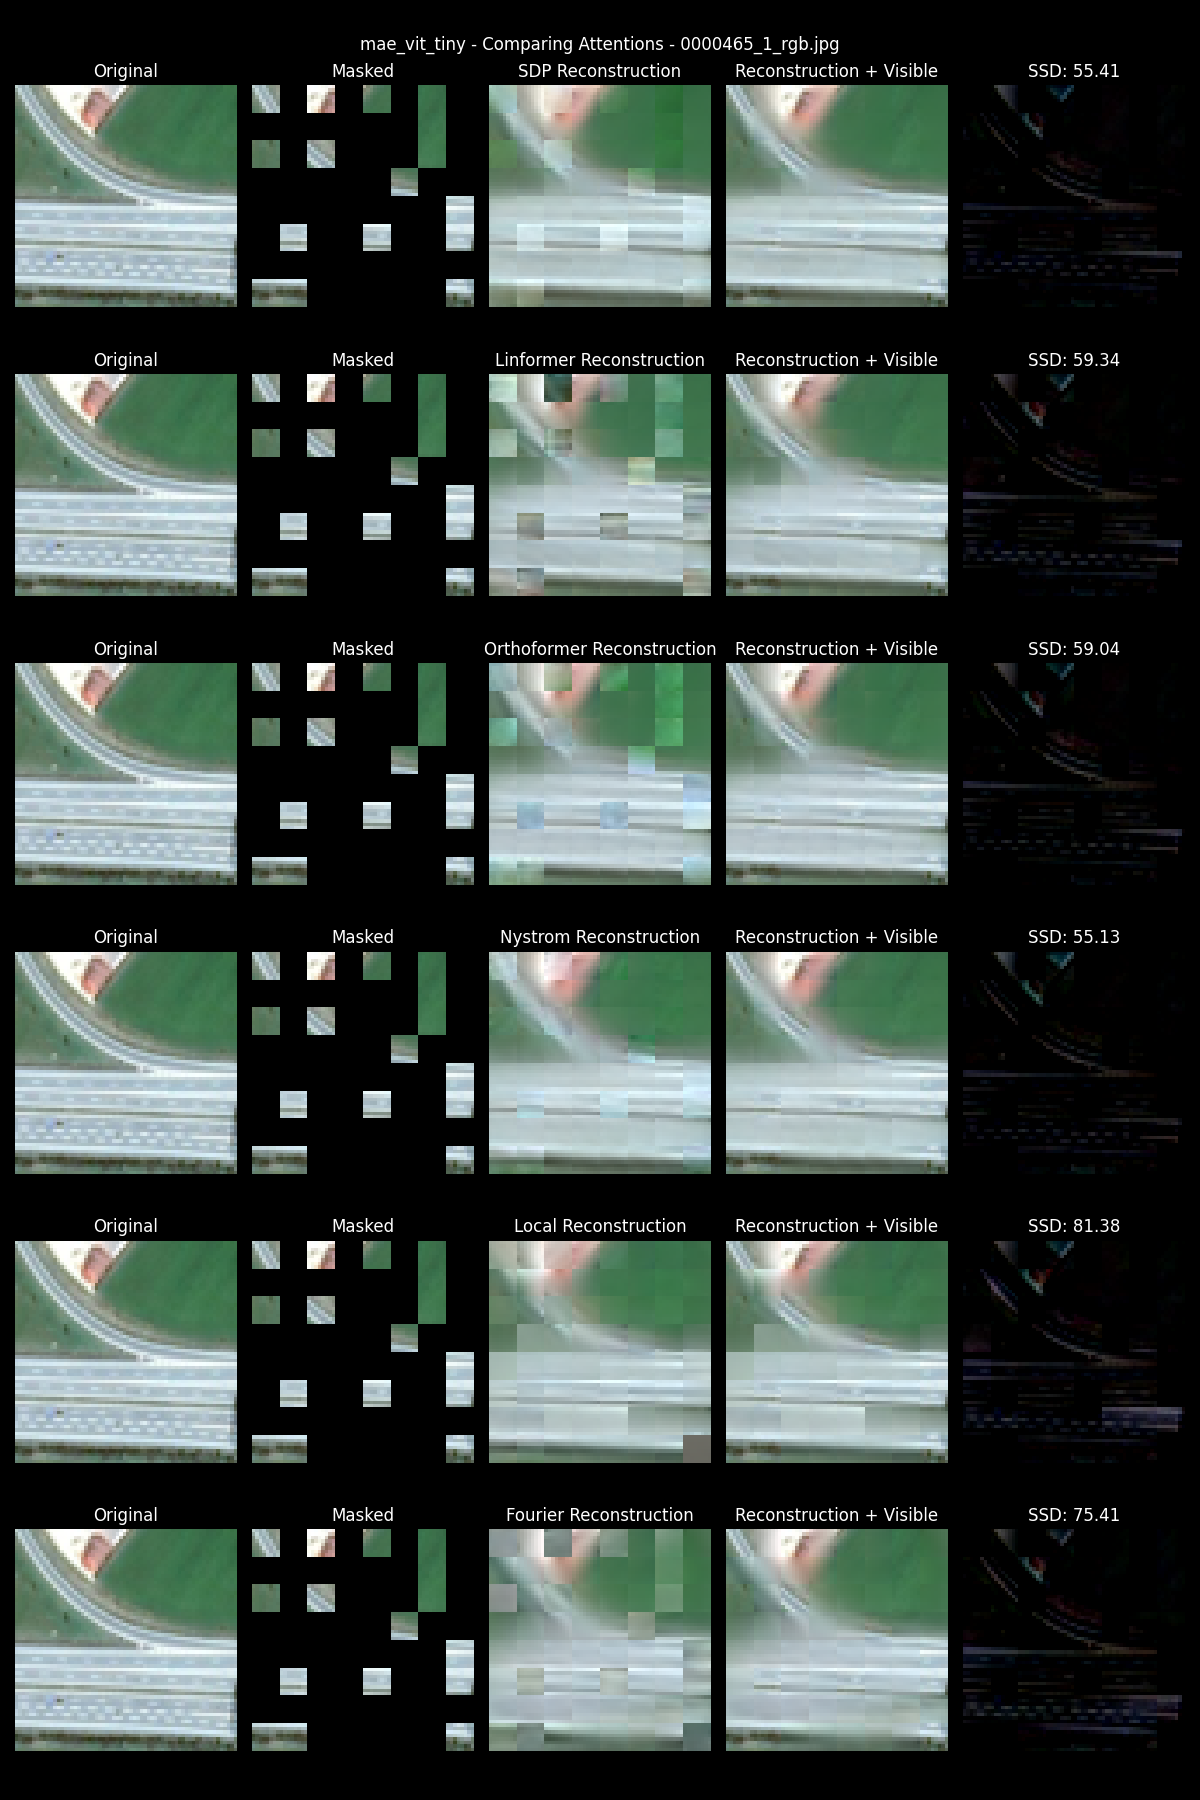 mae_vit_tiny - Comparing Attentions - 0000465_1_rgb.jpg
Original Masked SDP Reconstruction Reconstruction + Visible SSD: 55.41
Original Masked Linformer Reconstruction Reconstruction + Visible SSD: 59.34
Original Masked Orthoformer Reconstruction Reconstruction + Visible SSD: 59.04
Original Masked Nystrom Reconstruction Reconstruction + Visible SSD: 55.13
Original Masked Local Reconstruction Reconstruction + Visible SSD: 81.38
Original Masked Fourier Reconstruction Reconstruction + Visible SSD: 75.41